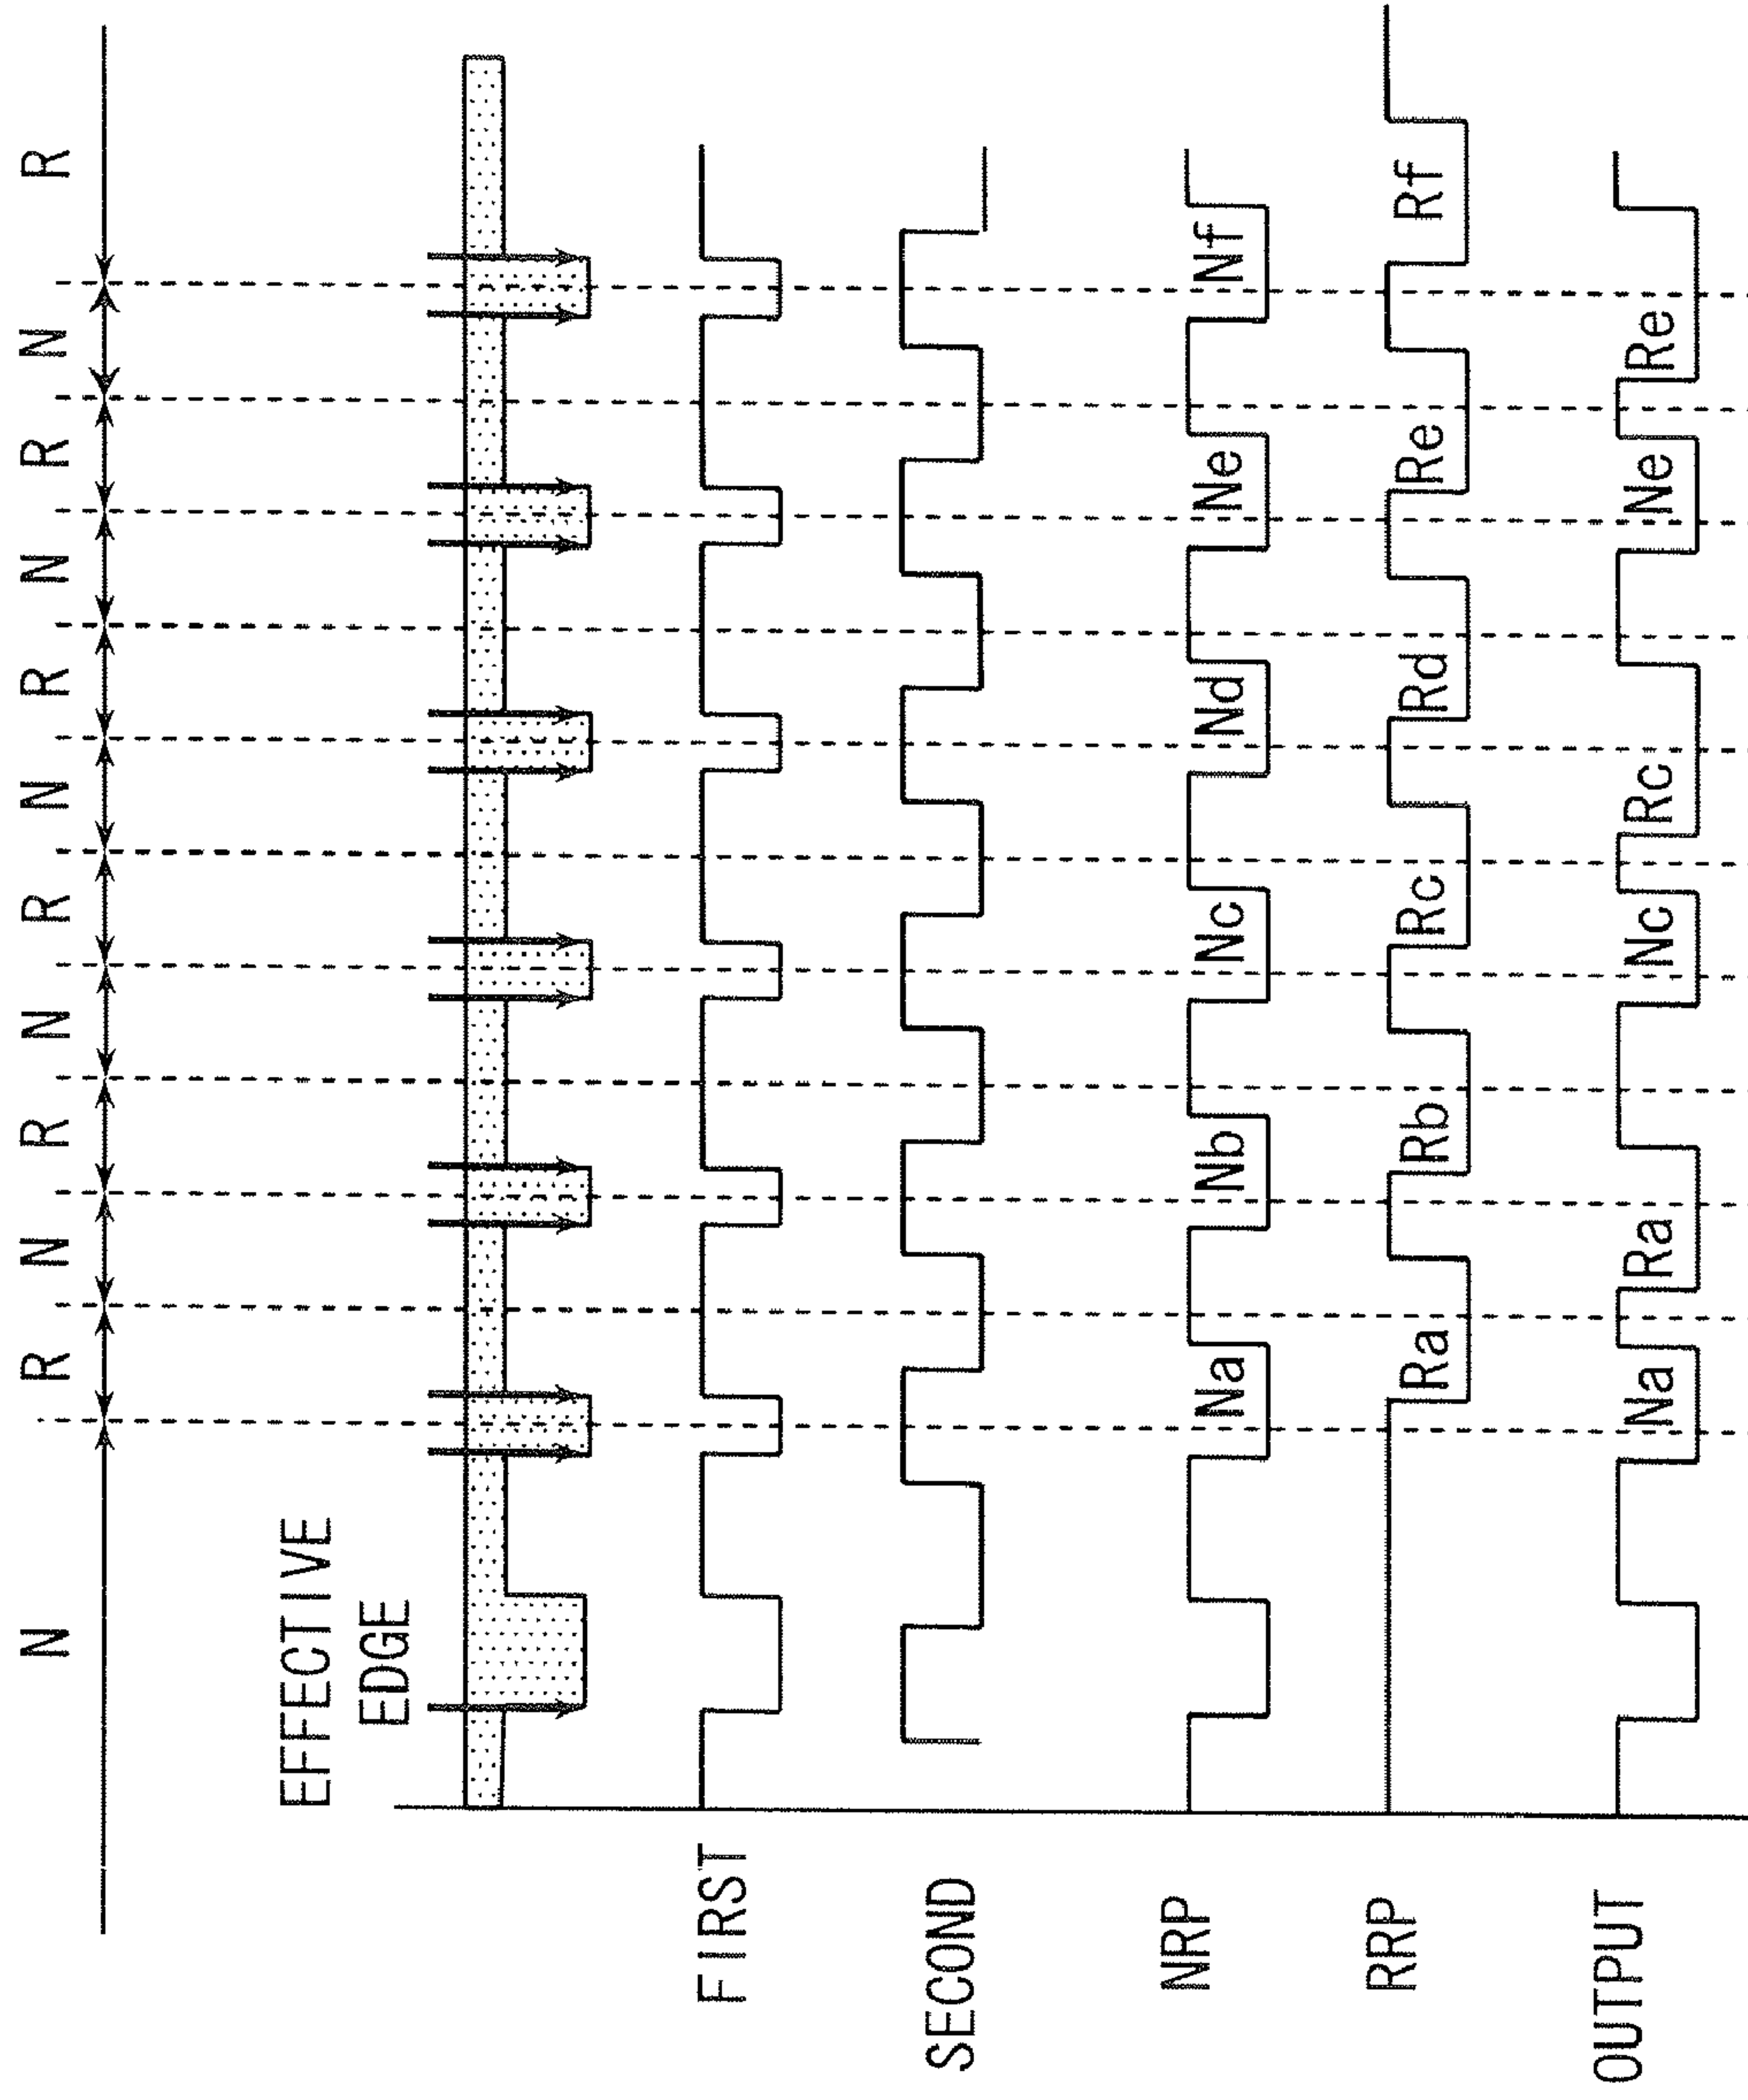 N R N R N R N R N R N R
EFFECTIVE
EDGE
FIRST
SECOND
NRP Na Nb Nc Nd Ne Nf
RRP Ra Rb Rc Rd Re Rf
OUTPUT Na Ra Nc Rc Ne Re